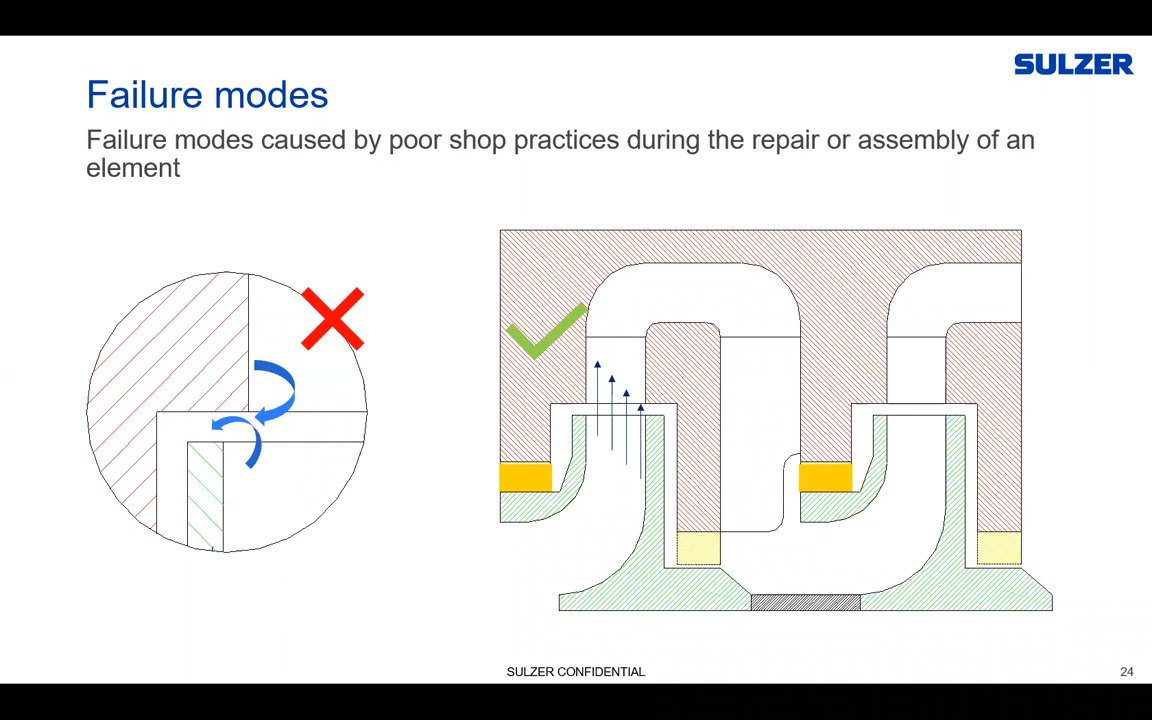 SULZER
Failure modes
Failure modes caused by poor shop practices during the repair or assembly of an
element
SULZER CONFIDENTIAL
24